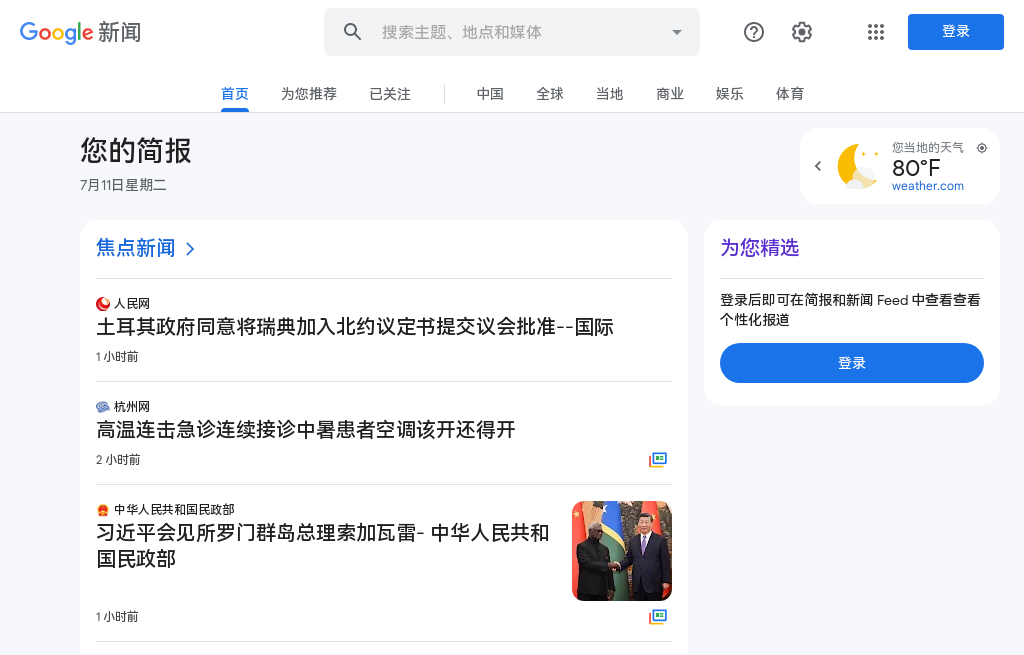 Google 新闻
搜索主题、地点和媒体
登录
首页 为您推荐 已关注 中国 全球 当地 商业 娱乐 体育
您的简报
7月11日星期二
您当地的天气
80°F
weather.com
焦点新闻
人民网
土耳其政府同意将瑞典加入北约议定书提交议会批准--国际
1 小时前
杭州网
高温连击急诊连续接诊中暑患者空调该开还得开
2 小时前
中华人民共和国民政部
习近平会见所罗门群岛总理索加瓦雷- 中华人民共和
国民政部
1 小时前
为您精选
登录后即可在简报和新闻 Feed 中查看查看
个性化报道
登录